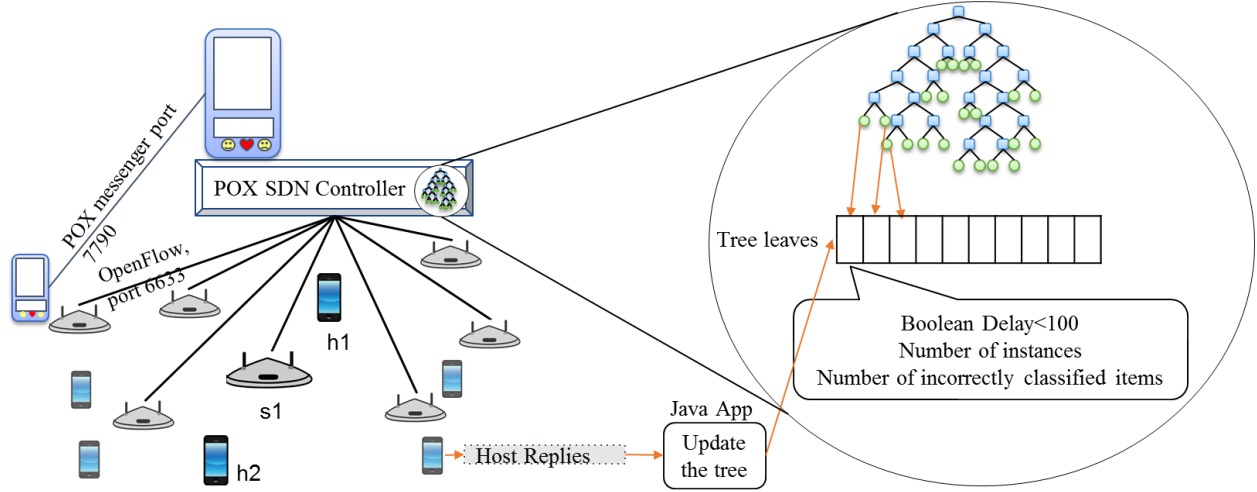 POX messenger port
7790
POX SDN Controller
OpenFlow,
port 6633
h1
s1
h2
Host Replies
Java App
Update
the tree
Tree leaves
Boolean Delay<100
Number of instances
Number of incorrectly classified items